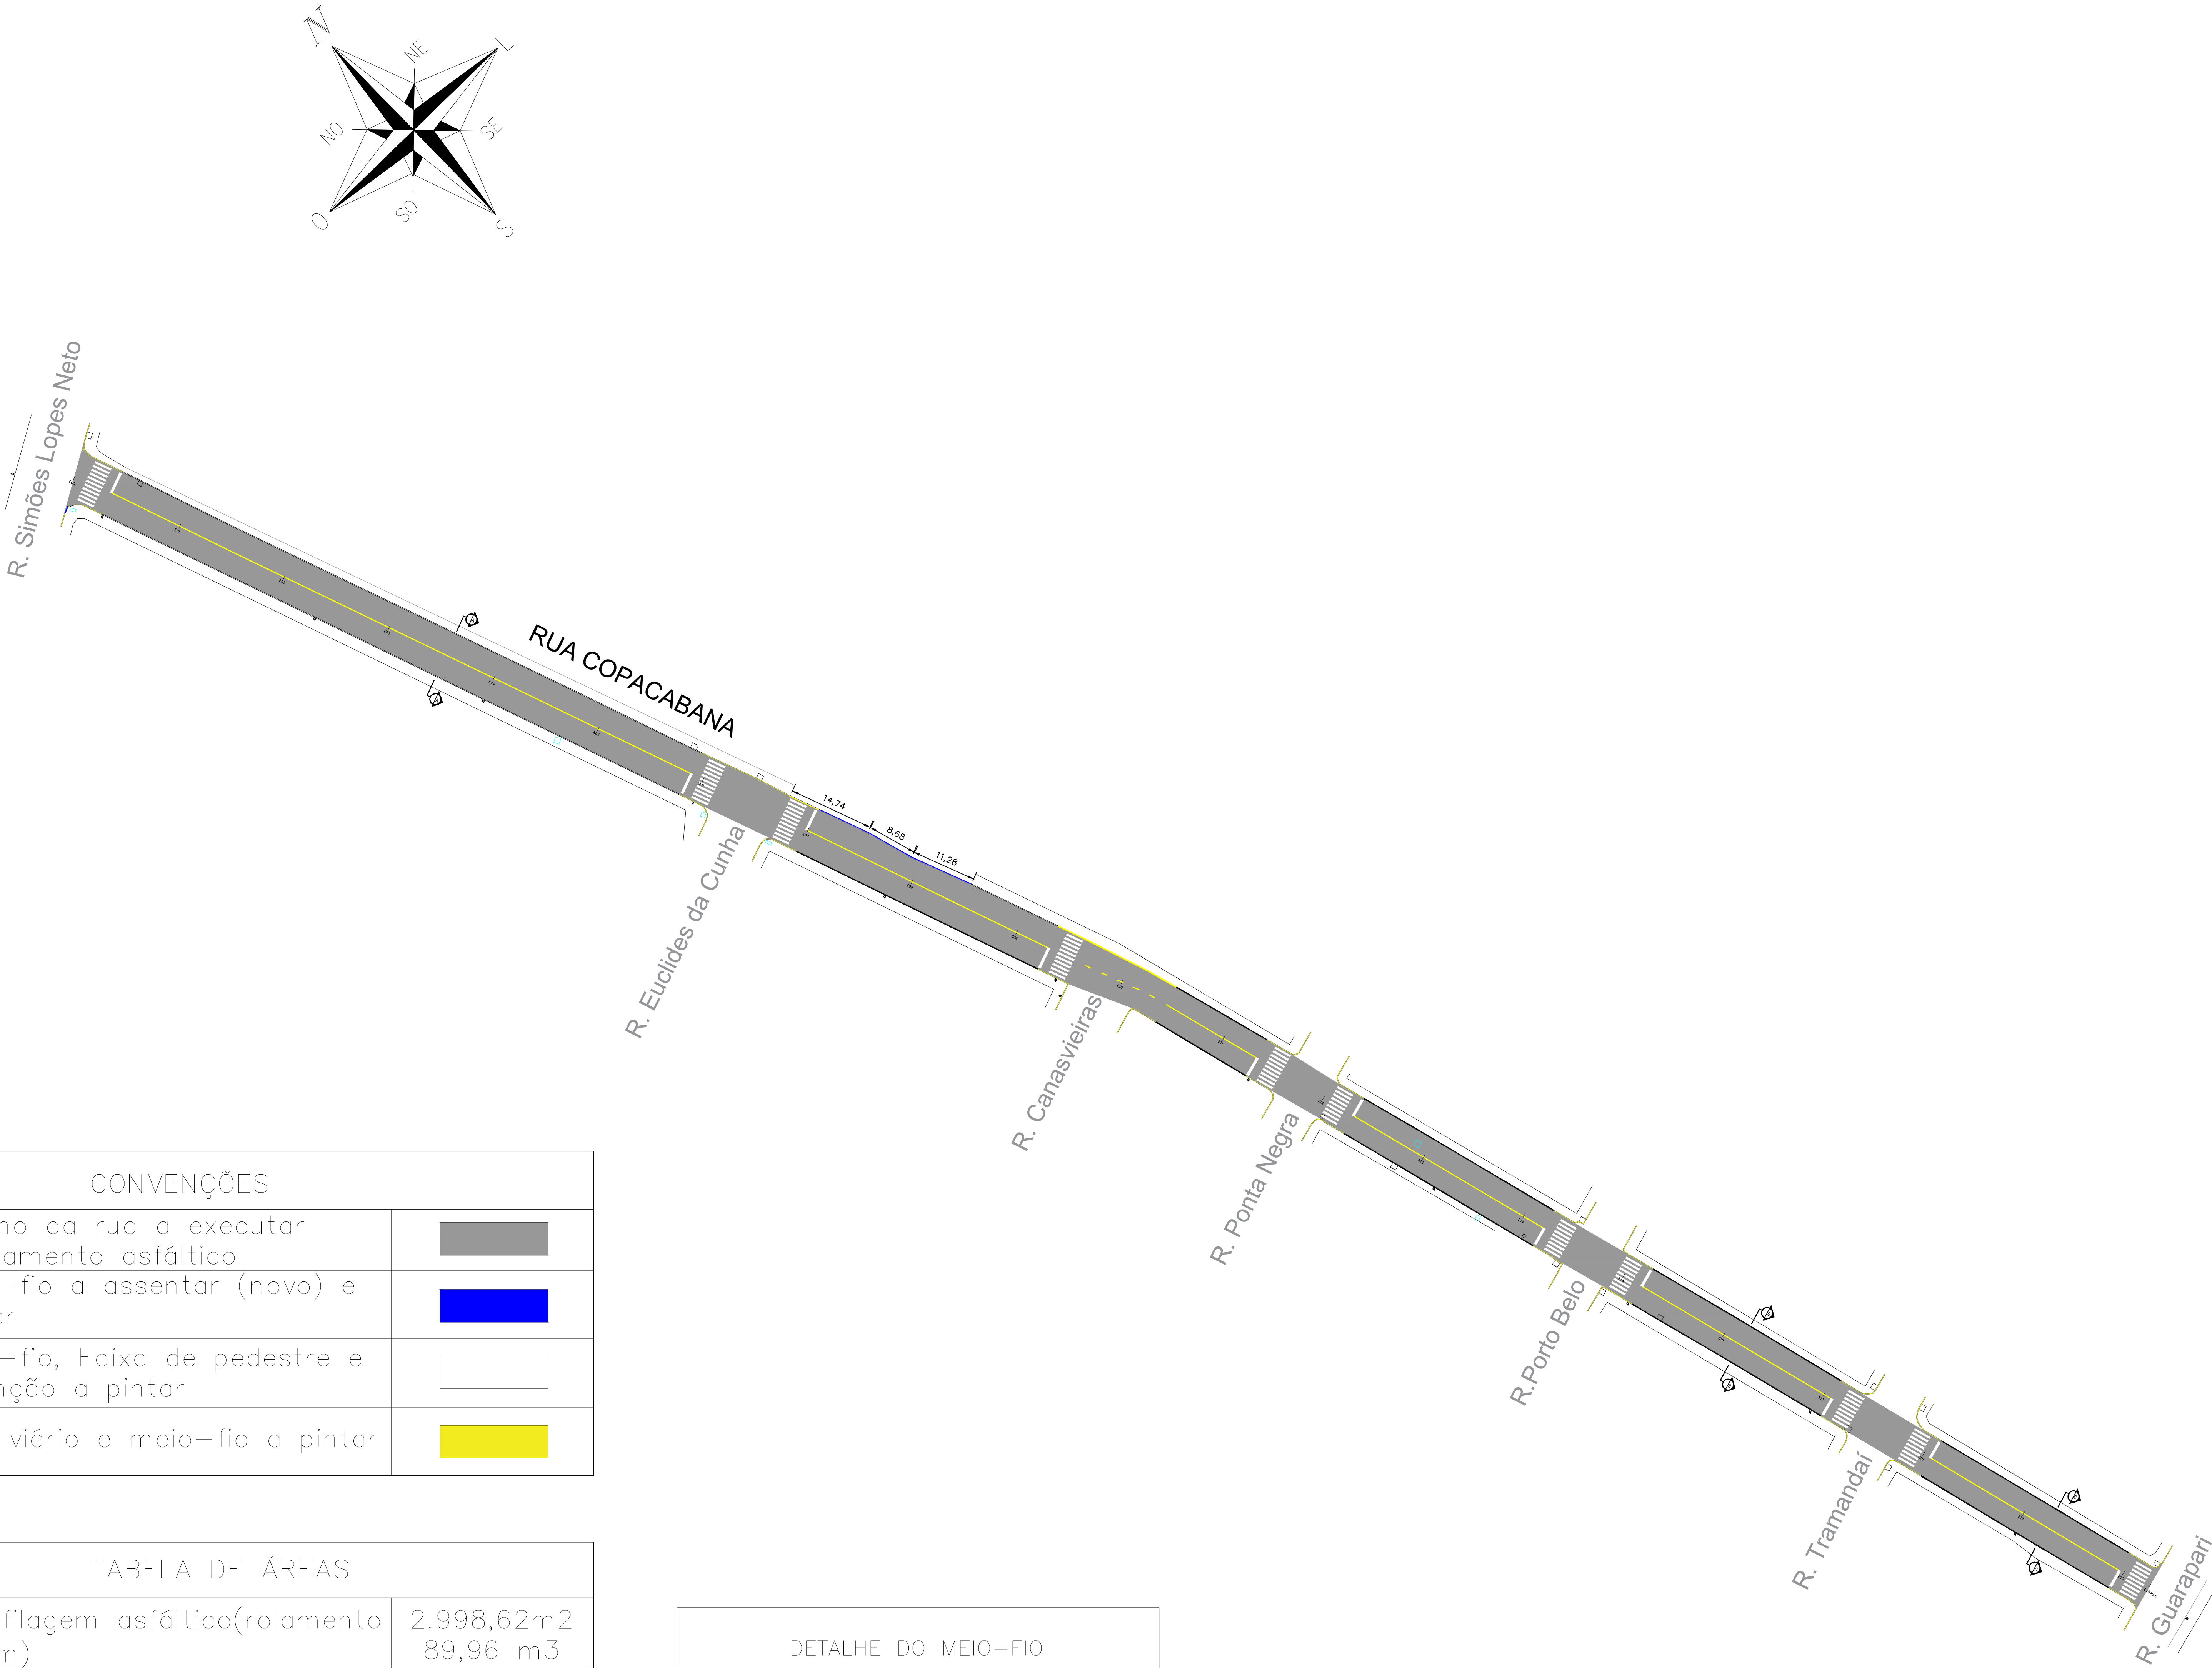 N
NE
L
NO
SE
O
SO
S
R. Simões Lopes Neto
RUA COPACABANA
14,74
8,68
11,28
R. Euclides da Cunha
R. Canasvieiras
R. Ponta Negra
R.Porto Belo
R. Tramandaí
R. Guarapari
CONVENÇÕES
no da rua a executar
amento asfáltico
-fio a assentar (novo) e
ar
-fio, Faixa de pedestre e
nção a pintar
viário e meio-fio a pintar
TABELA DE ÁREAS
filagem asfáltico(rolamento
m)
2.998,62m2
89,96 m3
DETALHE DO MEIO-FIO